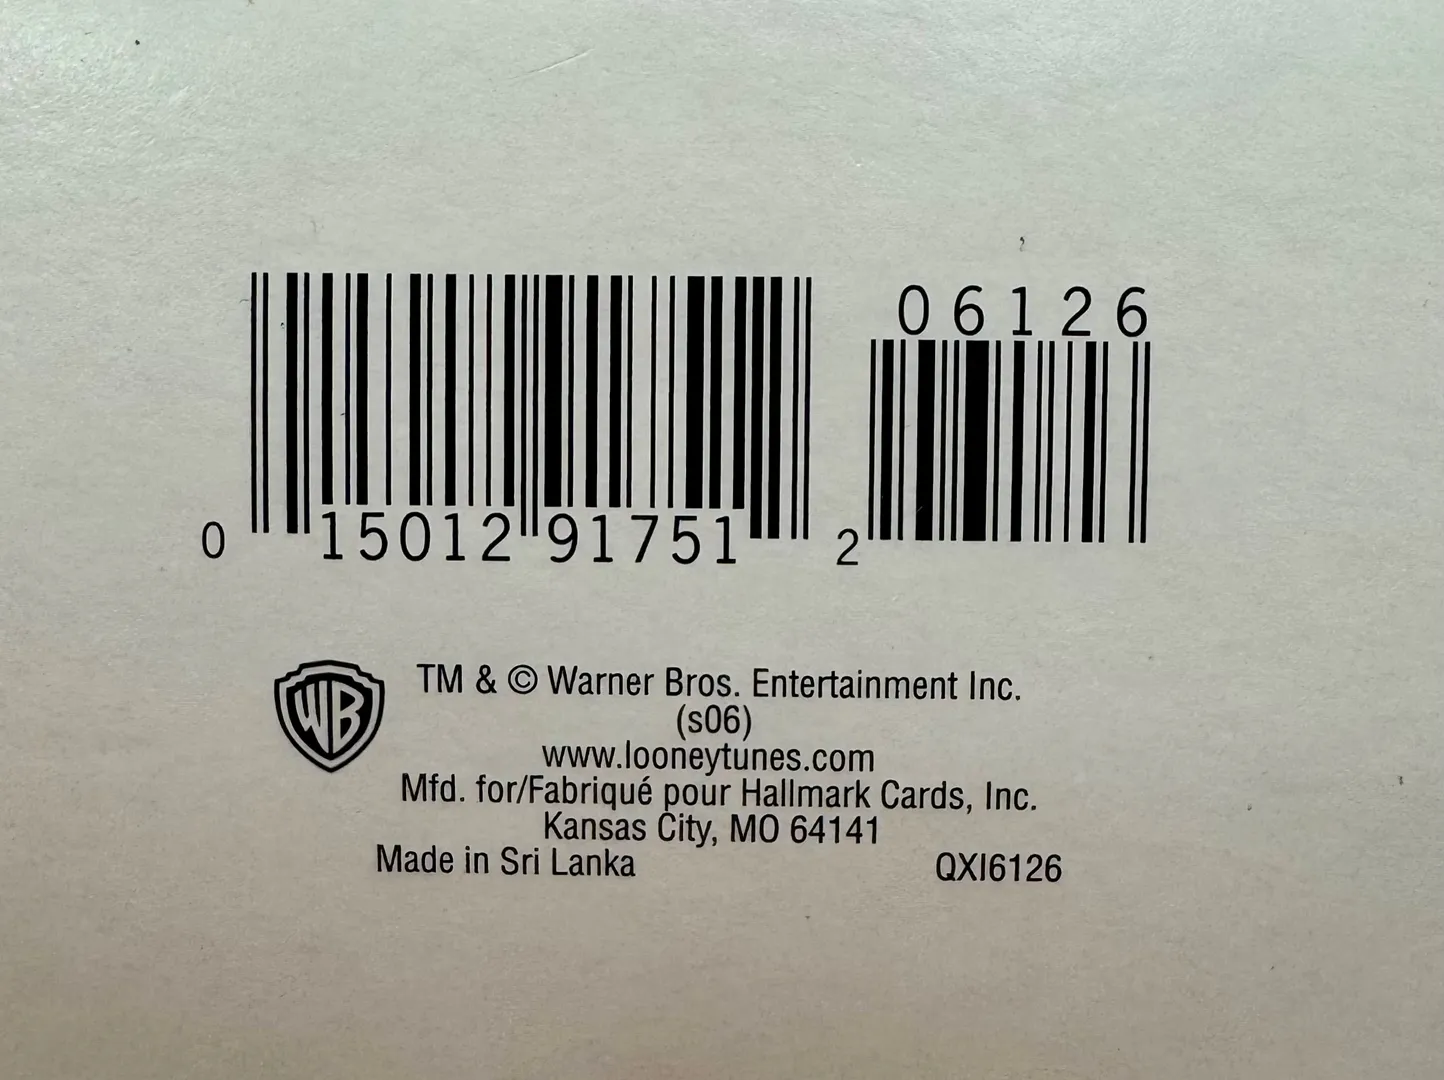 06126
0 15012 91751 2
WB TM & © Warner Bros. Entertainment Inc.
(s06)
www.looneytunes.com
Mfd. for/Fabriqué pour Hallmark Cards, Inc.
Kansas City, MO 64141
Made in Sri Lanka QXI6126